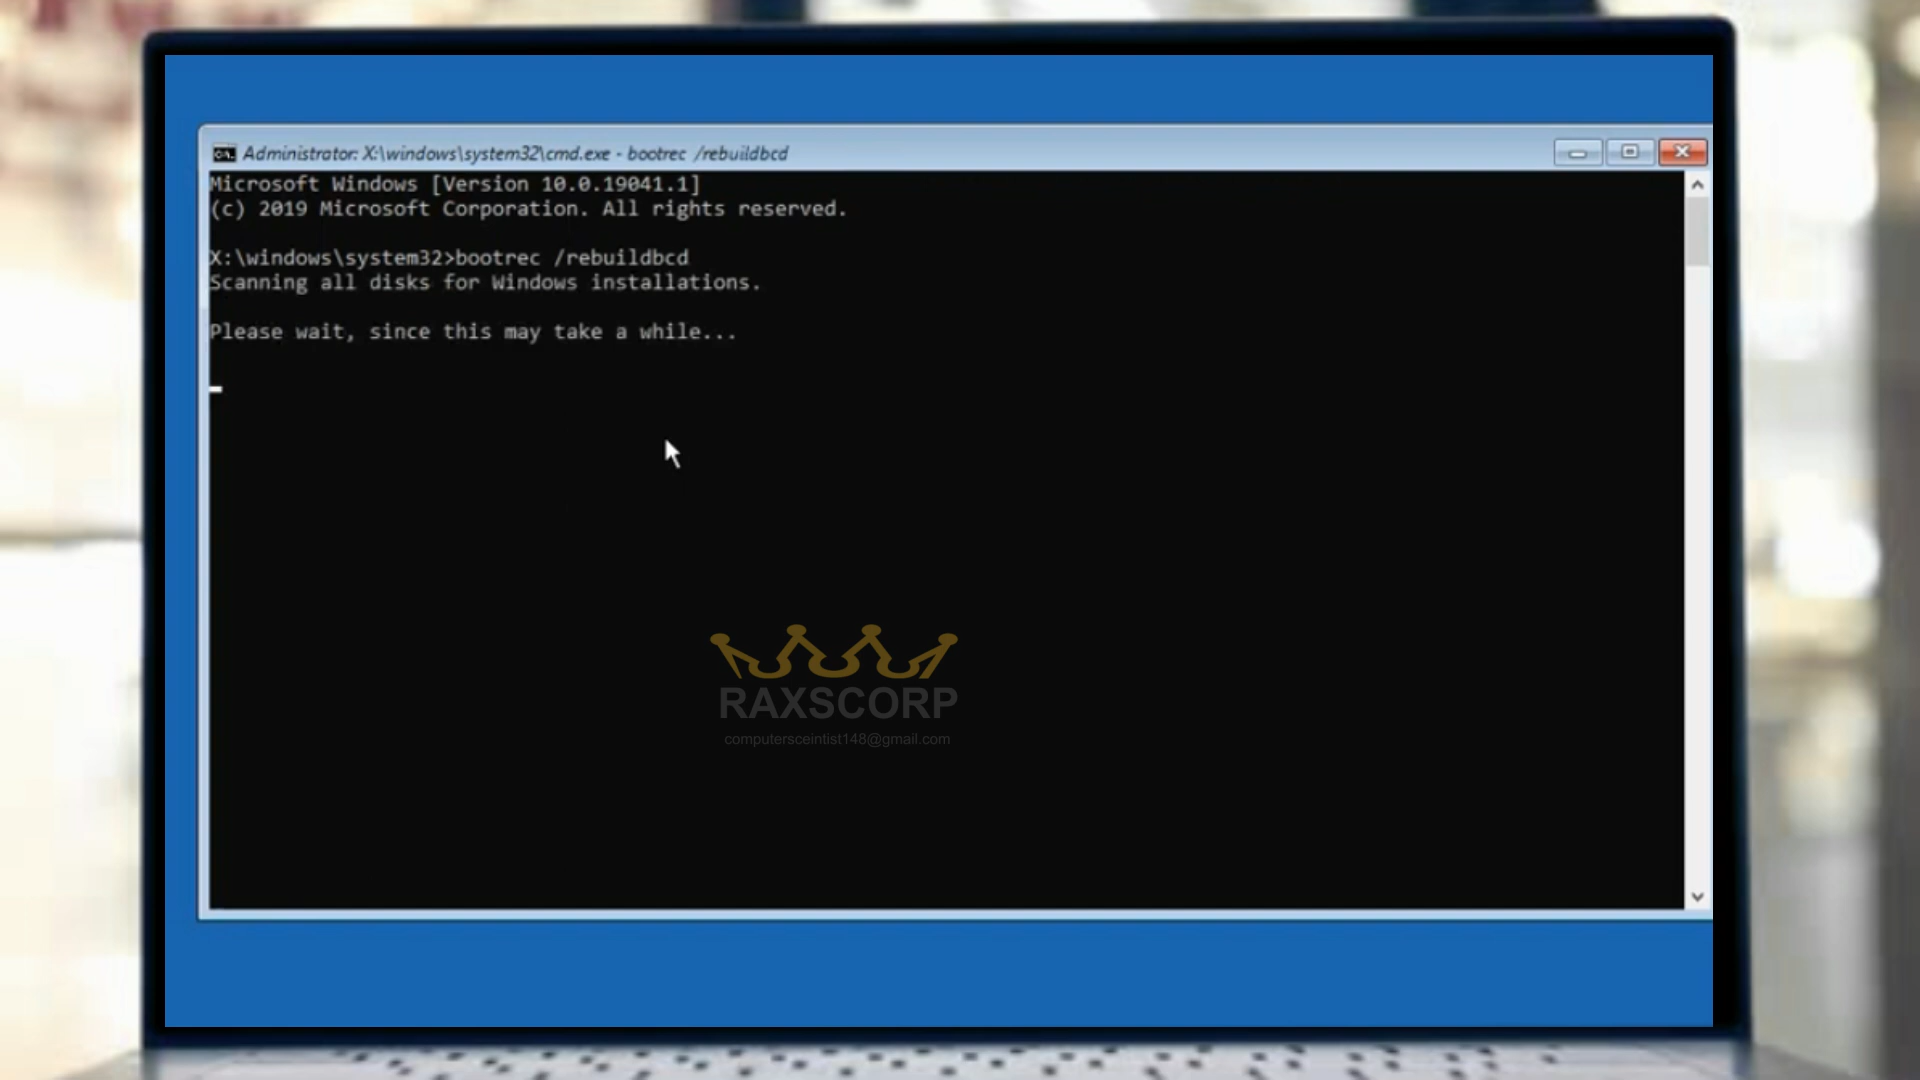 Administrator: X:\windows\system32\cmd.exe - bootrec /rebuildbcd
Microsoft Windows [Version 10.0.19041.1]
(c) 2019 Microsoft Corporation. All rights reserved.
X:\windows\system32>bootrec /rebuildbcd
Scanning all disks for Windows installations.
Please wait, since this may take a while...
RAXSCORP
computersceintist148@gmail.com